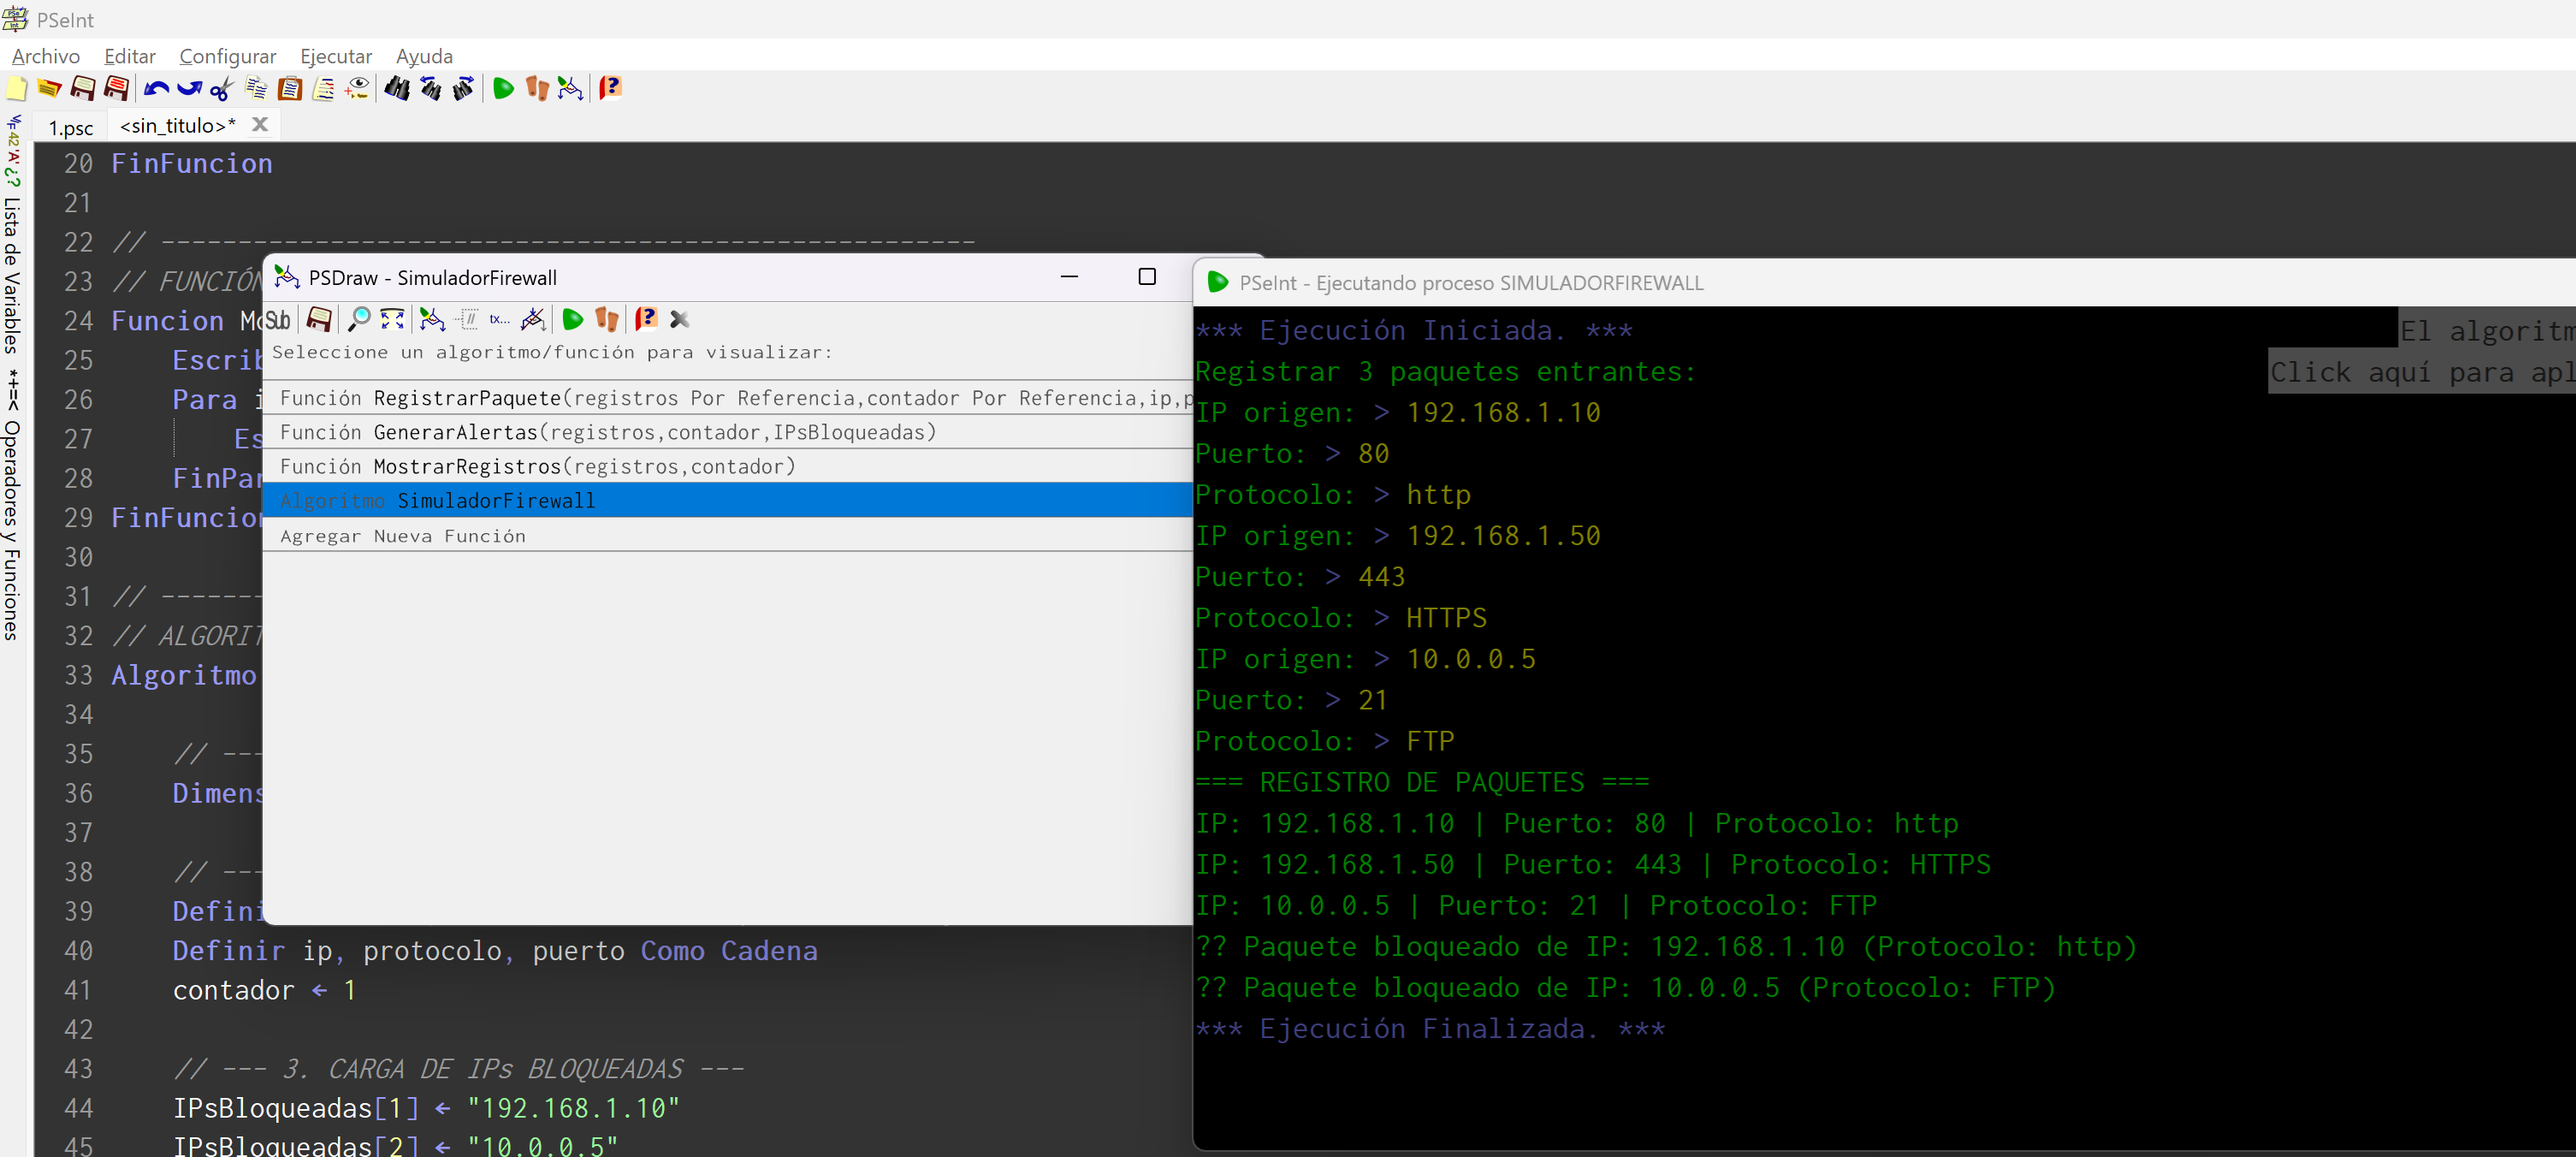 PSeInt
Archivo Editar Configurar Ejecutar Ayuda
1.psc <sin_titulo>*
Lista de Variables
*+=< Operadores y Funciones
20 FinFuncion
21
22 // -----------------------------------------------------
23 // FUNCIÓN
24 Funcion Mo
25 Escrib
26 Para i
27 Es
28 FinPar
29 FinFuncion
30
31 // -------
32 // ALGORIT
33 Algoritmo
34
35 // ---
36 Dimens
37
38 // ---
39 Defini
40 Definir ip, protocolo, puerto Como Cadena
41 contador ← 1
42
43 // --- 3. CARGA DE IPs BLOQUEADAS ---
44 IPsBloqueadas[1] ← "192.168.1.10"
45 IPsBloqueadas[2] ← "10.0.0.5"
PSDraw - SimuladorFirewall
Sub
tx...
Seleccione un algoritmo/función para visualizar:
Función RegistrarPaquete(registros Por Referencia,contador Por Referencia,ip,p
Función GenerarAlertas(registros,contador,IPsBloqueadas)
Función MostrarRegistros(registros,contador)
Algoritmo SimuladorFirewall
Agregar Nueva Función
PSeInt - Ejecutando proceso SIMULADORFIREWALL
*** Ejecución Iniciada. ***
El algoritm
Registrar 3 paquetes entrantes:
Click aquí para apl
IP origen: > 192.168.1.10
Puerto: > 80
Protocolo: > http
IP origen: > 192.168.1.50
Puerto: > 443
Protocolo: > HTTPS
IP origen: > 10.0.0.5
Puerto: > 21
Protocolo: > FTP
=== REGISTRO DE PAQUETES ===
IP: 192.168.1.10 | Puerto: 80 | Protocolo: http
IP: 192.168.1.50 | Puerto: 443 | Protocolo: HTTPS
IP: 10.0.0.5 | Puerto: 21 | Protocolo: FTP
?? Paquete bloqueado de IP: 192.168.1.10 (Protocolo: http)
?? Paquete bloqueado de IP: 10.0.0.5 (Protocolo: FTP)
*** Ejecución Finalizada. ***